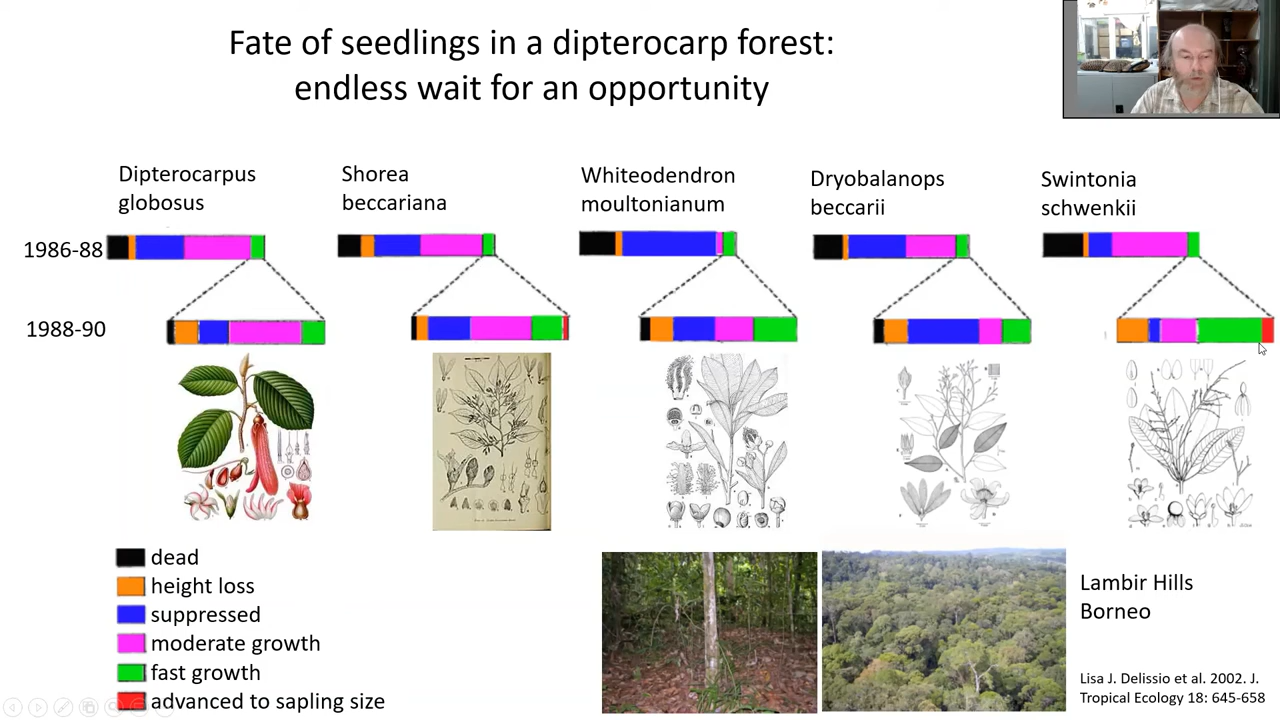 Fate of seedlings in a dipterocarp forest:
endless wait for an opportunity
Dipterocarpus
globosus
Shorea
beccariana
Whiteodendron
moultonianum
Dryobalanops
beccarii
Swintonia
schwenkii
1986-88
1988-90
dead
height loss
suppressed
moderate growth
fast growth
advanced to sapling size
Lambir Hills
Borneo
Lisa J. Delissio et al. 2002. J.
Tropical Ecology 18: 645-658